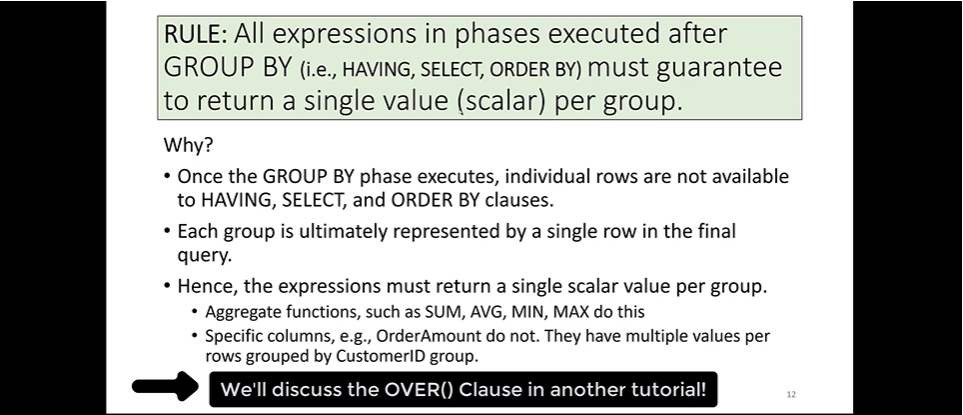 RULE: All expressions in phases executed after
GROUP BY (i.e., HAVING, SELECT, ORDER BY) must guarantee
to return a single value (scalar) per group.
Why?
• Once the GROUP BY phase executes, individual rows are not available
to HAVING, SELECT, and ORDER BY clauses.
• Each group is ultimately represented by a single row in the final
query.
• Hence, the expressions must return a single scalar value per group.
• Aggregate functions, such as SUM, AVG, MIN, MAX do this
• Specific columns, e.g., OrderAmount do not. They have multiple values per
rows grouped by CustomerID group.
We'll discuss the OVER() Clause in another tutorial!
12